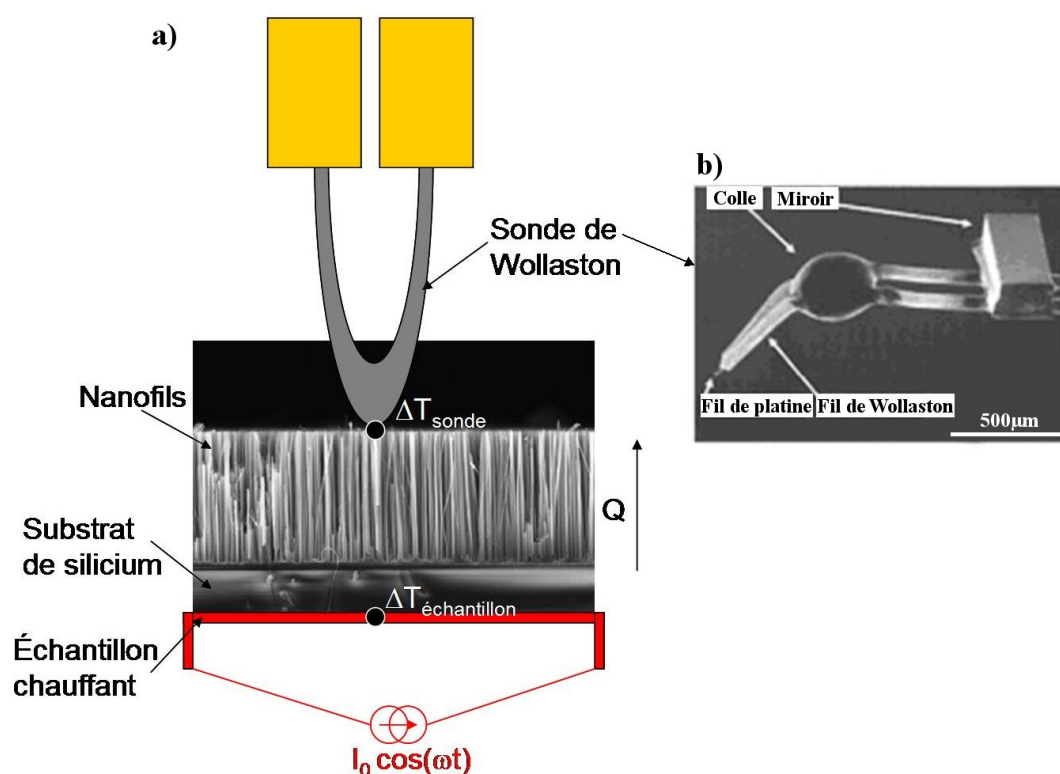 a)
Sonde de
Wollaston
b)
Colle
Miroir
Fil de platine
Fil de Wollaston
500µm
Nanofils
ΔTsonde
Q
Substrat
de silicium
ΔTéchantillon
Échantillon
chauffant
I₀ cos(ωt)